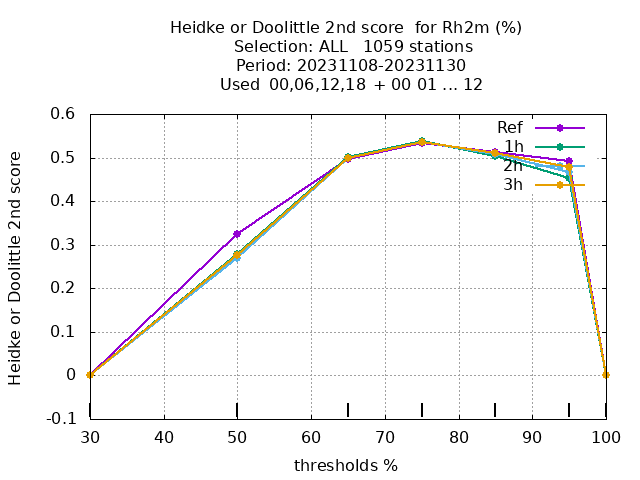 Heidke or Doolittle 2nd score  for Rh2m (%)
Selection: ALL   1059 stations
Period: 20231108-20231130
Used  00,06,12,18  + 00 01 ... 12
Heidke or Doolittle 2nd score
0.6
0.5
0.4
0.3
0.2
0.1
0
-0.1
Ref
1h
2h
3h
30 40 50 60 70 80 90 100
thresholds %